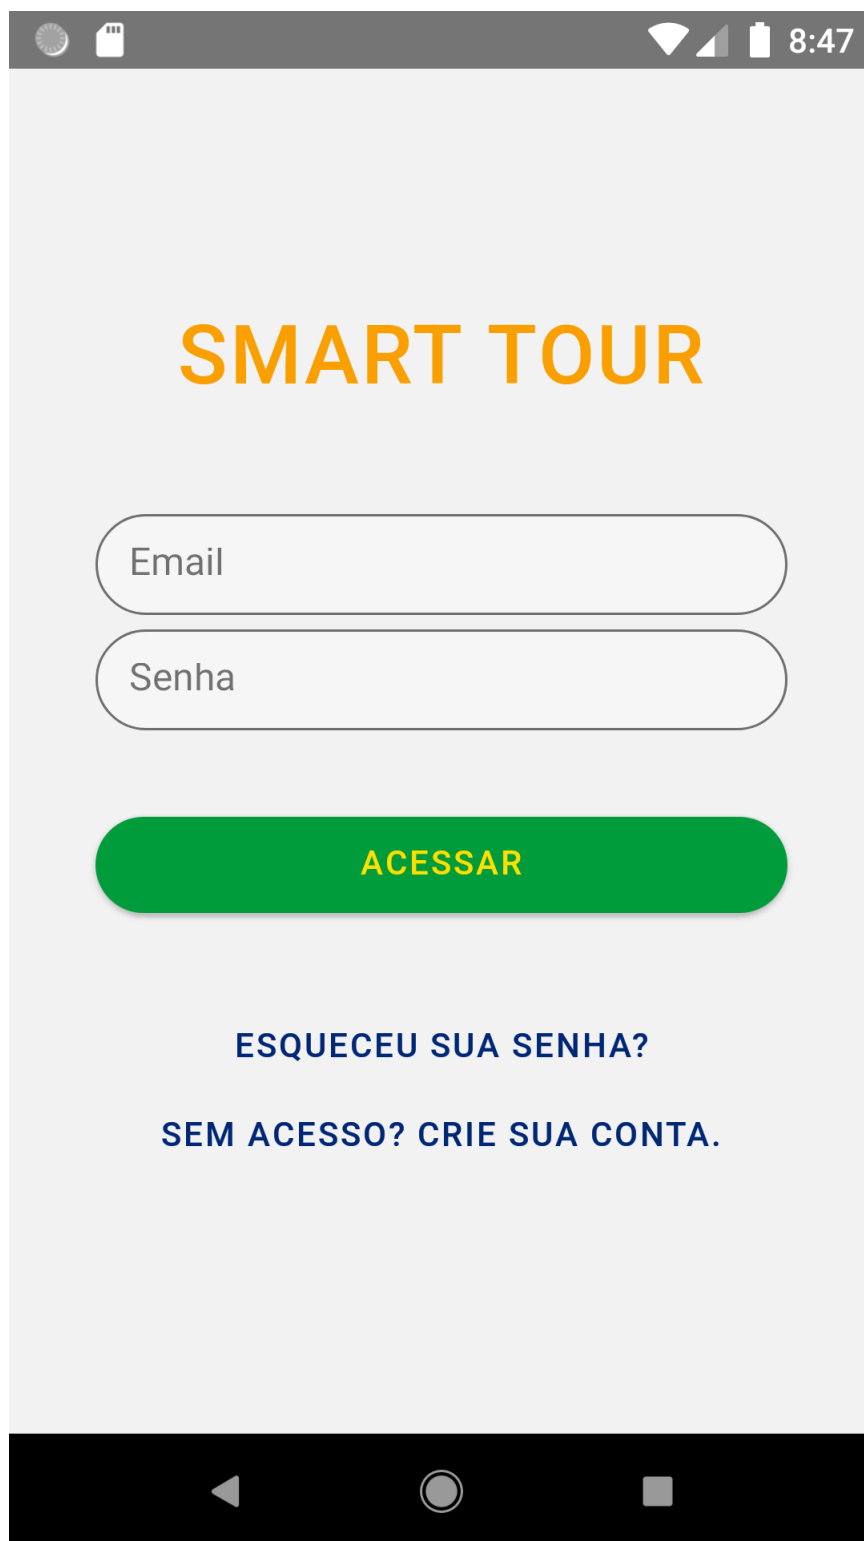 8:47
SMART TOUR
Email
Senha
ACESSAR
ESQUECEU SUA SENHA?
SEM ACESSO? CRIE SUA CONTA.